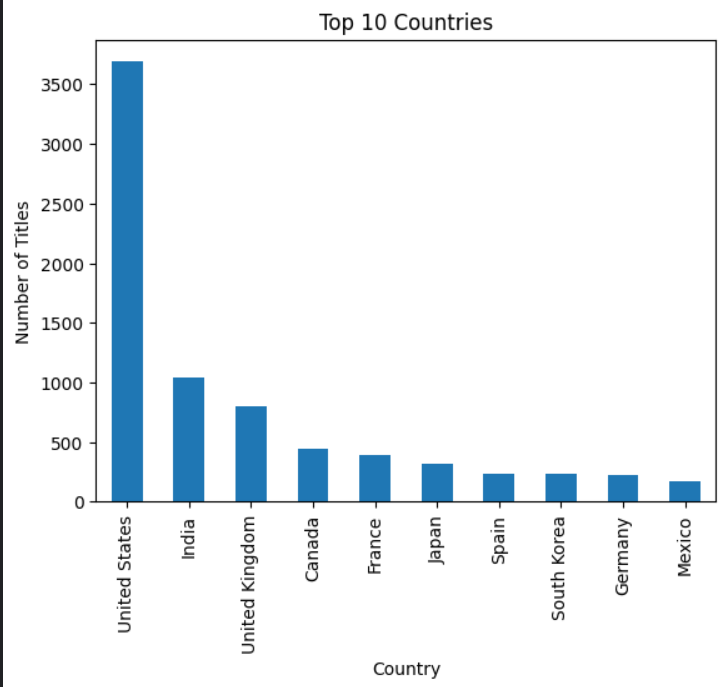 Top 10 Countries
Number of Titles
3500
3000
2500
2000
1500
1000
500
0
United States
India
United Kingdom
Canada
France
Japan
Spain
South Korea
Germany
Mexico
Country